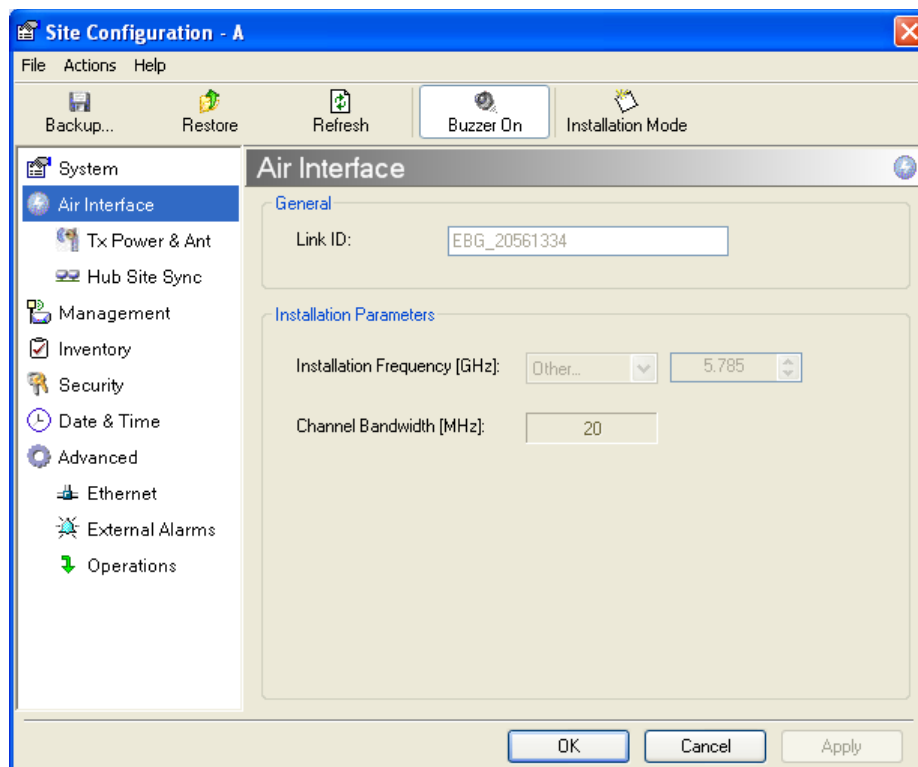 Site Configuration - A
File Actions Help
Backup... Restore Refresh Buzzer On Installation Mode
System
Air Interface
Tx Power & Ant
Hub Site Sync
Management
Inventory
Security
Date & Time
Advanced
Ethernet
External Alarms
Operations
Air Interface
General
Link ID: EBG_20561334
Installation Parameters
Installation Frequency [GHz]: Other... 5.785
Channel Bandwidth [MHz]: 20
OK Cancel Apply